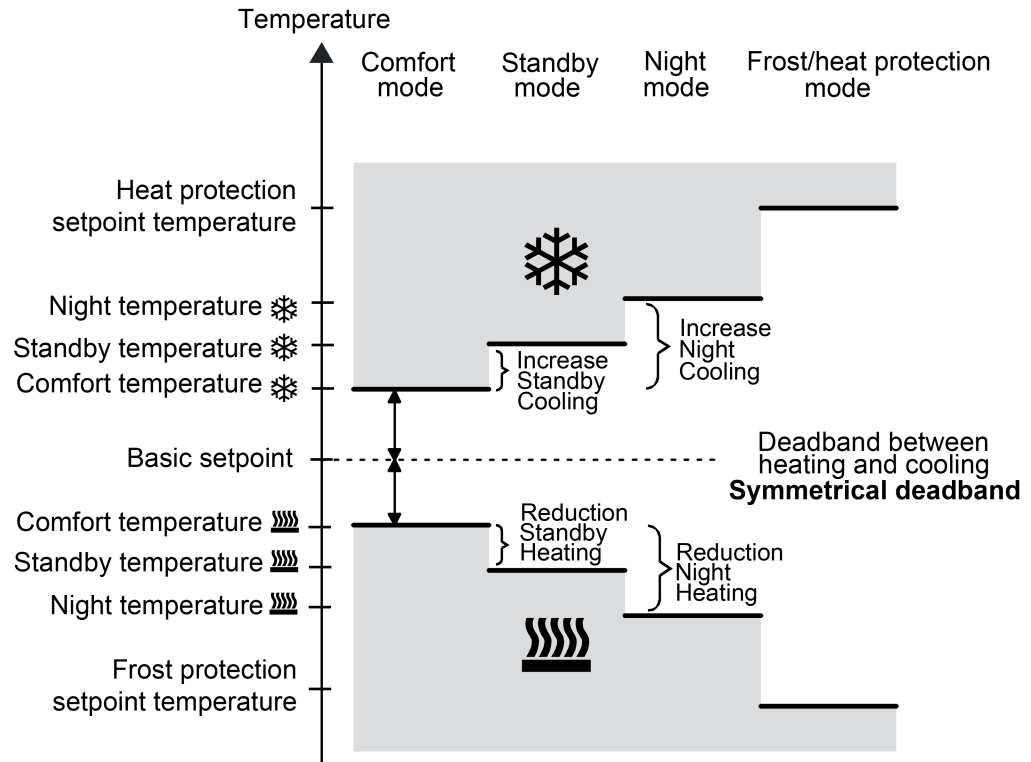 Temperature
Comfort
mode
Standby
mode
Night
mode
Frost/heat protection
mode
Heat protection
setpoint temperature
Night temperature
Standby temperature
Comfort temperature
Increase
Standby
Cooling
Increase
Night
Cooling
Basic setpoint
Deadband between
heating and cooling
Symmetrical deadband
Comfort temperature
Standby temperature
Night temperature
Reduction
Standby
Heating
Reduction
Night
Heating
Frost protection
setpoint temperature